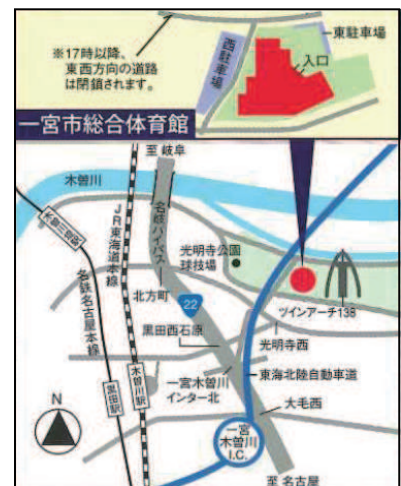 ※17時以降、
東西方向の道路
は閉鎖されます。
西駐車場
東駐車場
入口
一宮市総合体育館
至 岐阜
木曽川
JR東海道本線
名岐バイパス
光明寺公園
球技場
木曽川堤駅
名鉄名古屋本線
北方町
22
ツインアーチ138
黒田西石原
光明寺西
木曽川駅
黒田駅
一宮木曽川
インター北
東海北陸自動車道
大毛西
N
一宮
木曽川
I.C.
至 名古屋